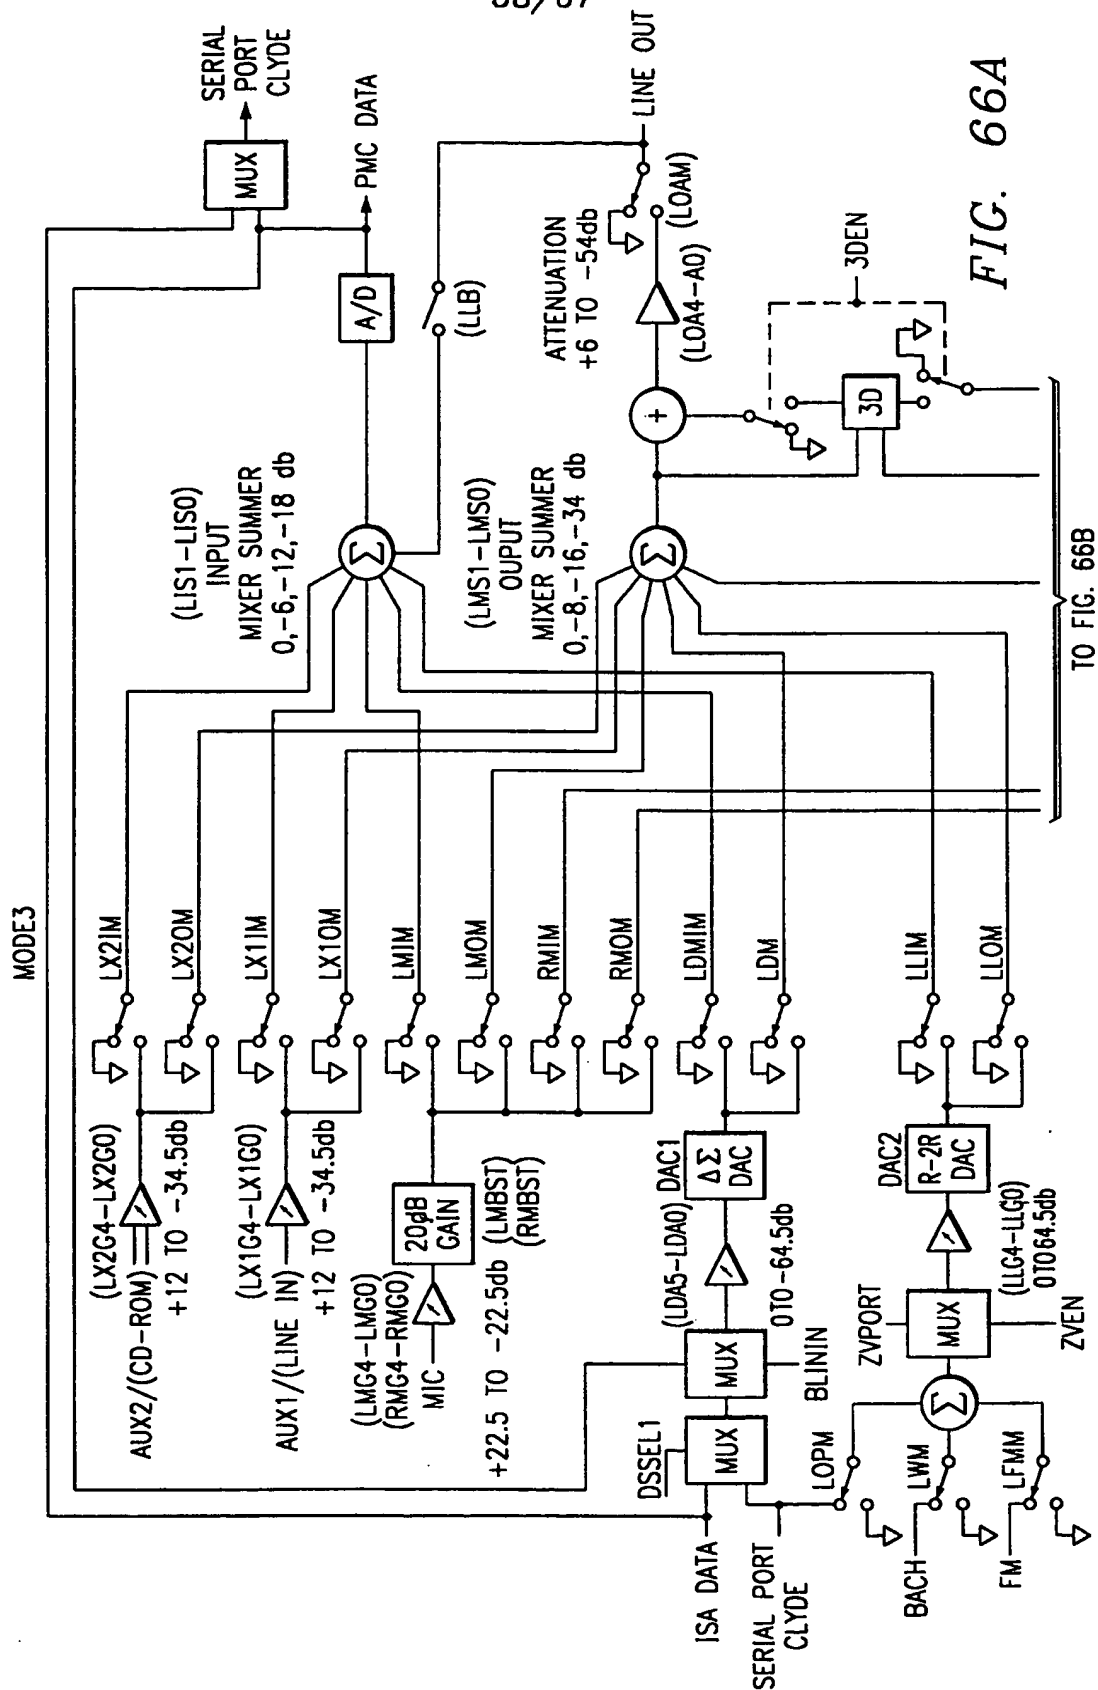 MODE3
SERIAL
PORT
CLYDE
MUX
PMC DATA
A/D
(LLB)
LINE OUT
(LOAM)
ATTENUATION
+6 TO -54db
(LOA4-A0)
3DEN
3D
+
FIG. 66A
(LIS1-LIS0)
INPUT
MIXER SUMMER
0,-6,-12,-18 db
Σ
(LMS1-LMS0)
OUPUT
MIXER SUMMER
0,-8,-16,-34 db
Σ
TO FIG. 66B
LX2IM
LX2OM
LX1IM
LX1OM
LMIM
LMOM
RMIM
RMOM
LDMIM
LDM
LLIM
LLOM
(LX2G4-LX2G0)
AUX2/(CD-ROM)
+12 TO -34.5db
(LX1G4-LX1G0)
AUX1/(LINE IN)
+12 TO -34.5db
(LMG4-LMG0)
(RMG4-RMG0)
MIC
20dB
GAIN
+22.5 TO -22.5db
(LMBST)
(RMBST)
DAC1
ΔΣ
DAC
(LDA5-LDA0)
0TO-64.5db
MUX
BLININ
DSSEL1
MUX
ISA DATA
SERIAL PORT
CLYDE
DAC2
R-2R
DAC
(LLG4-LLG0)
0TO64.5db
ZVPORT
MUX
ZVEN
Σ
LOPM
LWM
LFMM
BACH
FM